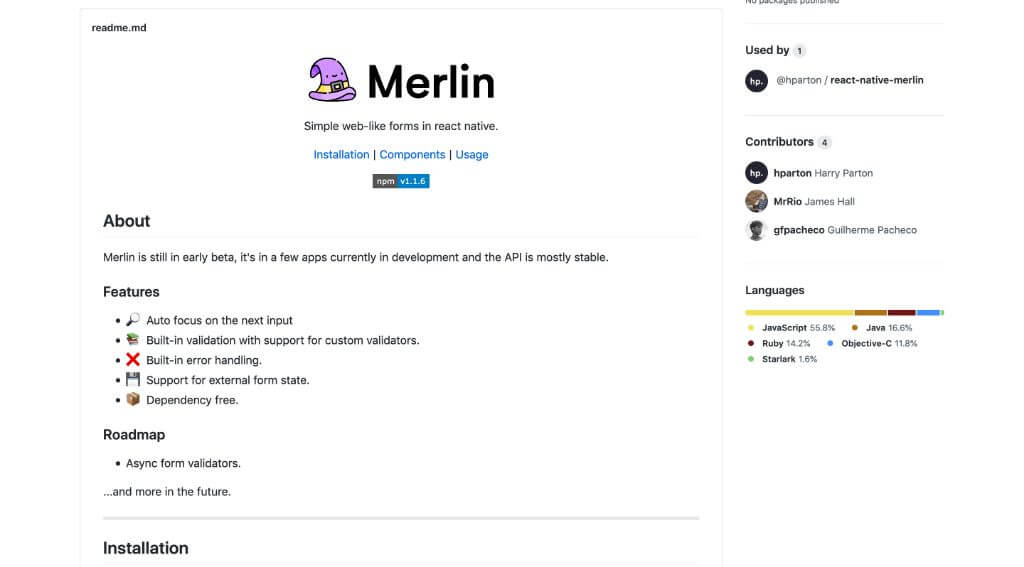 No packages published
readme.md
Merlin
Simple web-like forms in react native.
Installation | Components | Usage
npm v1.1.6
About
Merlin is still in early beta, it's in a few apps currently in development and the API is mostly stable.
Features
Auto focus on the next input
Built-in validation with support for custom validators.
Built-in error handling.
Support for external form state.
Dependency free.
Roadmap
Async form validators.
...and more in the future.
Installation
Used by 1
hp. @hparton / react-native-merlin
Contributors 4
hp. hparton Harry Parton
MrRio James Hall
gfpacheco Guilherme Pacheco
Languages
JavaScript 55.8% Java 16.6%
Ruby 14.2% Objective-C 11.8%
Starlark 1.6%